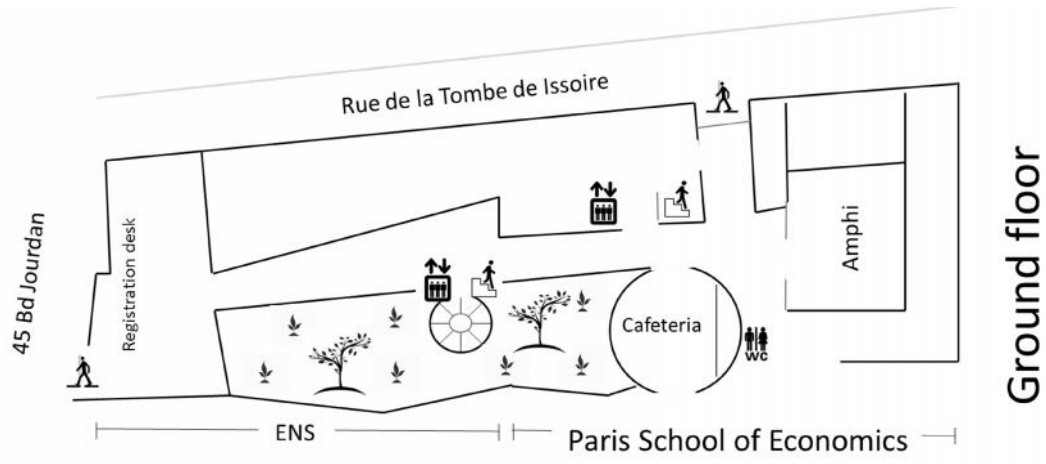 Rue de la Tombe de Issoire
45 Bd Jourdan
Registration desk
Cafeteria
WC
Amphi
Ground floor
ENS
Paris School of Economics